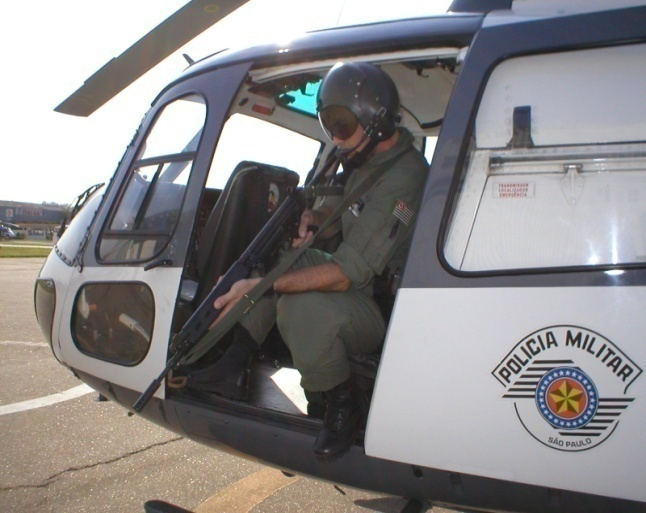 TRANSMISSOR
LOCALIZADOR
EMERGÊNCIA
POLICIA MILITAR
SÃO PAULO